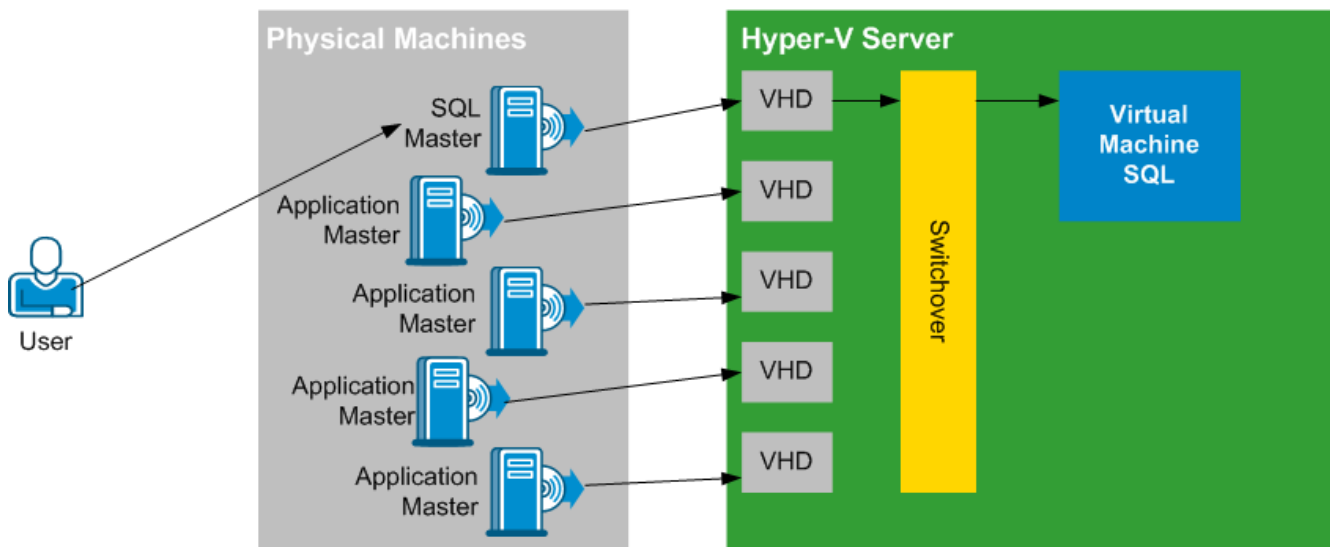 Physical Machines
Hyper-V Server
SQL
Master
Application
Master
Application
Master
Application
Master
Application
Master
User
VHD
VHD
VHD
VHD
VHD
Switchover
Virtual
Machine
SQL